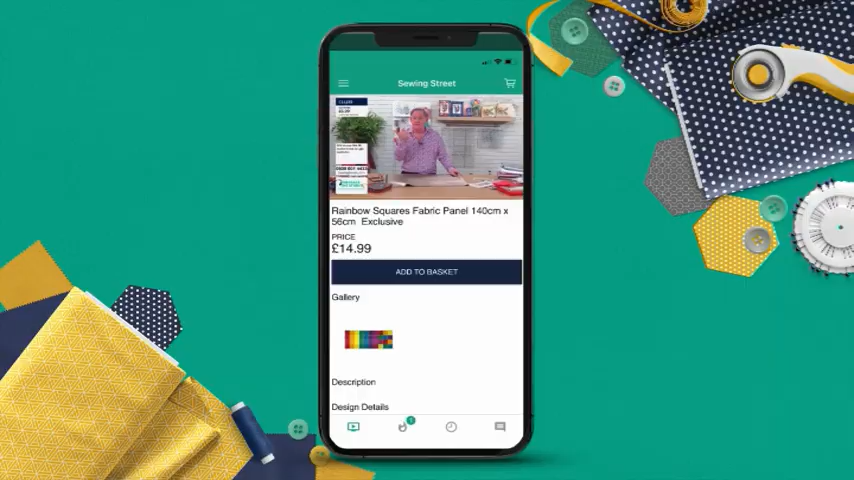 Sewing Street
Rainbow Squares Fabric Panel 140cm x
56cm Exclusive
PRICE
£14.99
ADD TO BASKET
Gallery
Description
Design Details
1